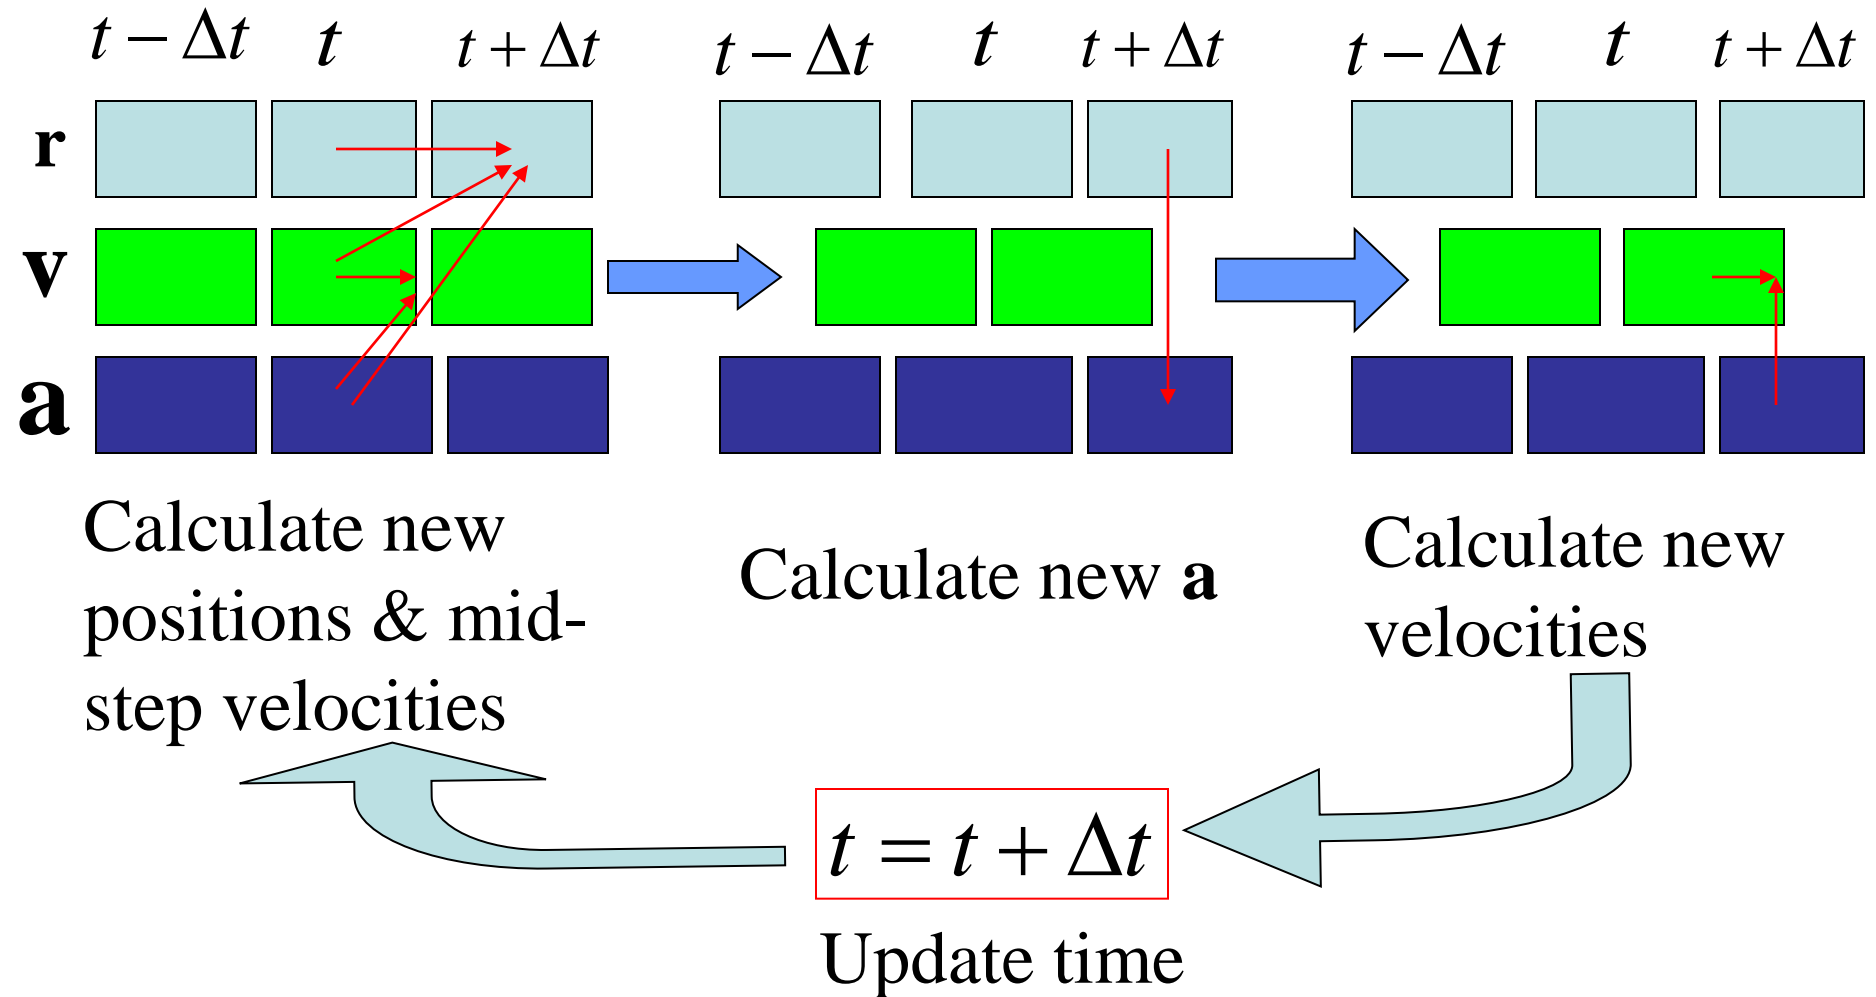 t − Δt t t + Δt t − Δt t t + Δt t − Δt t t + Δt
r
v
a
Calculate new
positions & mid-
step velocities
Calculate new a
Calculate new
velocities
t = t + Δt
Update time